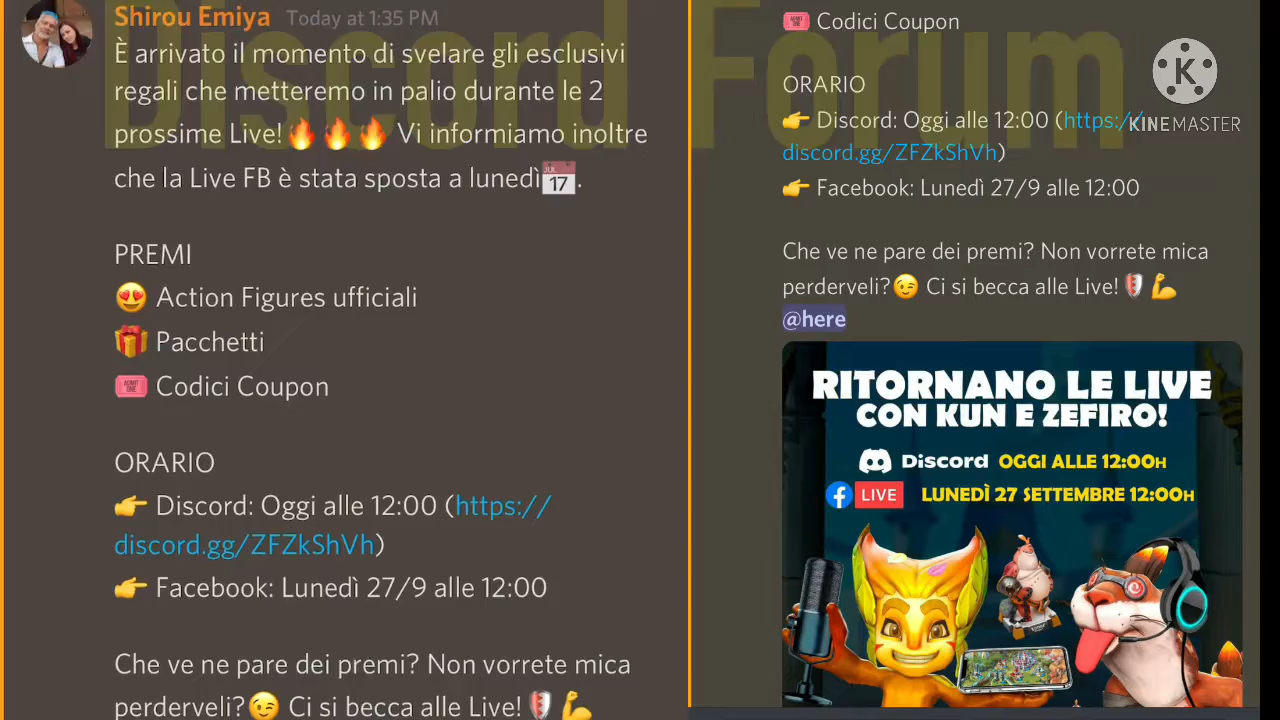 Discord Forum
Shirou Emiya Today at 1:35 PM
È arrivato il momento di svelare gli esclusivi
regali che metteremo in palio durante le 2
prossime Live!🔥🔥🔥 Vi informiamo inoltre
che la Live FB è stata sposta a lunedì📅.
JUL
17
PREMI
😍 Action Figures ufficiali
🎁 Pacchetti
🎟 Codici Coupon
ORARIO
👉 Discord: Oggi alle 12:00 (https://
discord.gg/ZFZkShVh)
👉 Facebook: Lunedì 27/9 alle 12:00
Che ve ne pare dei premi? Non vorrete mica
perderveli?😉 Ci si becca alle Live!🛡💪
🎟 Codici Coupon
ORARIO
👉 Discord: Oggi alle 12:00 (https://
discord.gg/ZFZkShVh)
👉 Facebook: Lunedì 27/9 alle 12:00
Che ve ne pare dei premi? Non vorrete mica
perderveli?😉 Ci si becca alle Live!🛡💪
@here
RITORNANO LE LIVE
CON KUN E ZEFIRO!
Discord OGGI ALLE 12:00H
LIVE LUNEDÌ 27 SETTEMBRE 12:00H
K
KINEMASTER